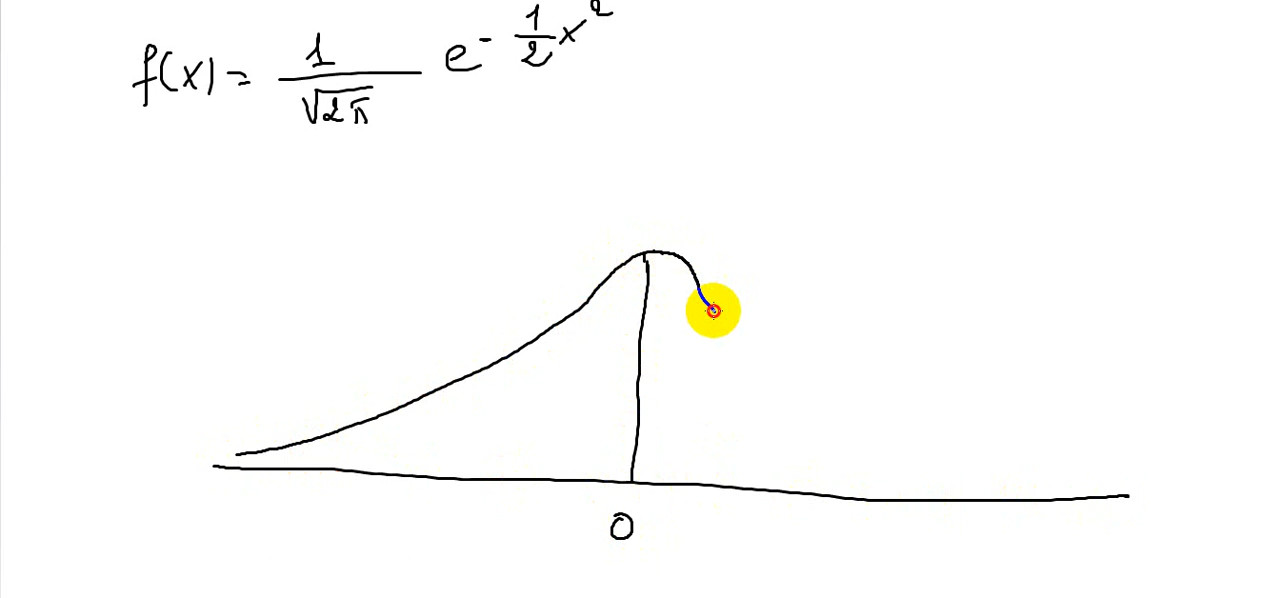 f(x) = 1/√2π e^{-1/2 x^2}
0